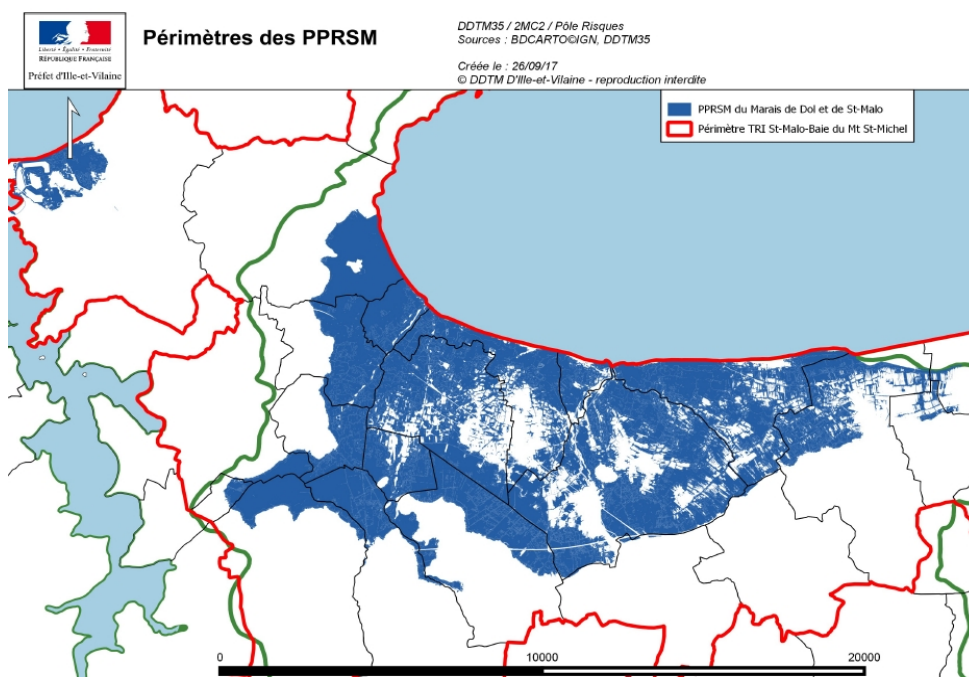 Liberté • Égalité • Fraternité
RÉPUBLIQUE FRANÇAISE
Préfet d'Ille-et-Vilaine
Périmètres des PPRSM
DDTM35 / 2MC2 / Pôle Risques
Sources : BDCARTO©IGN, DDTM35
Créée le : 26/09/17
© DDTM D'Ille-et-Vilaine - reproduction interdite
PPRSM du Marais de Dol et de St-Malo
Périmètre TRI St-Malo-Baie du Mt St-Michel
0 10000 20000